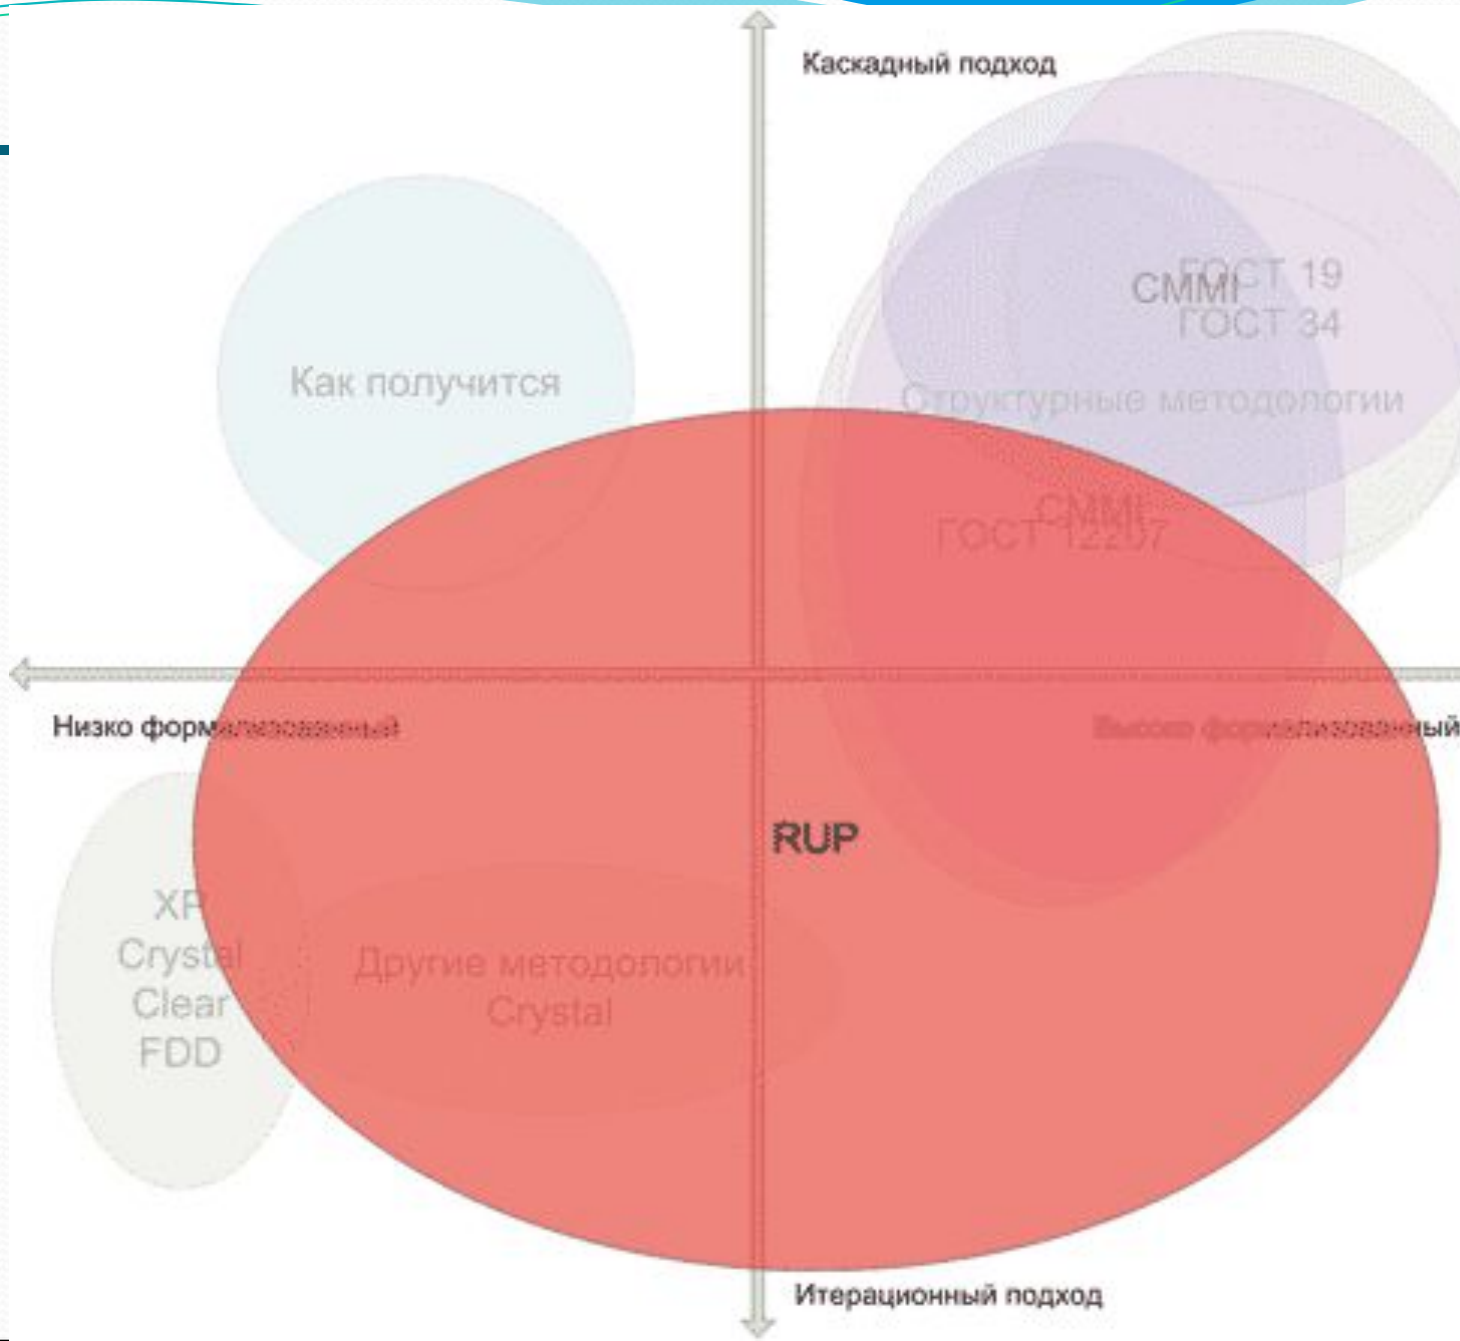 Каскадный подход
ГОСТ 19
CMMI
ГОСТ 34
Как получится
Структурные методологии
CMMI
ГОСТ 12207
Низко формализованный
Высоко формализованный
RUP
XP
Crystal
Clear
FDD
Другие методологии
Crystal
Итерационный подход